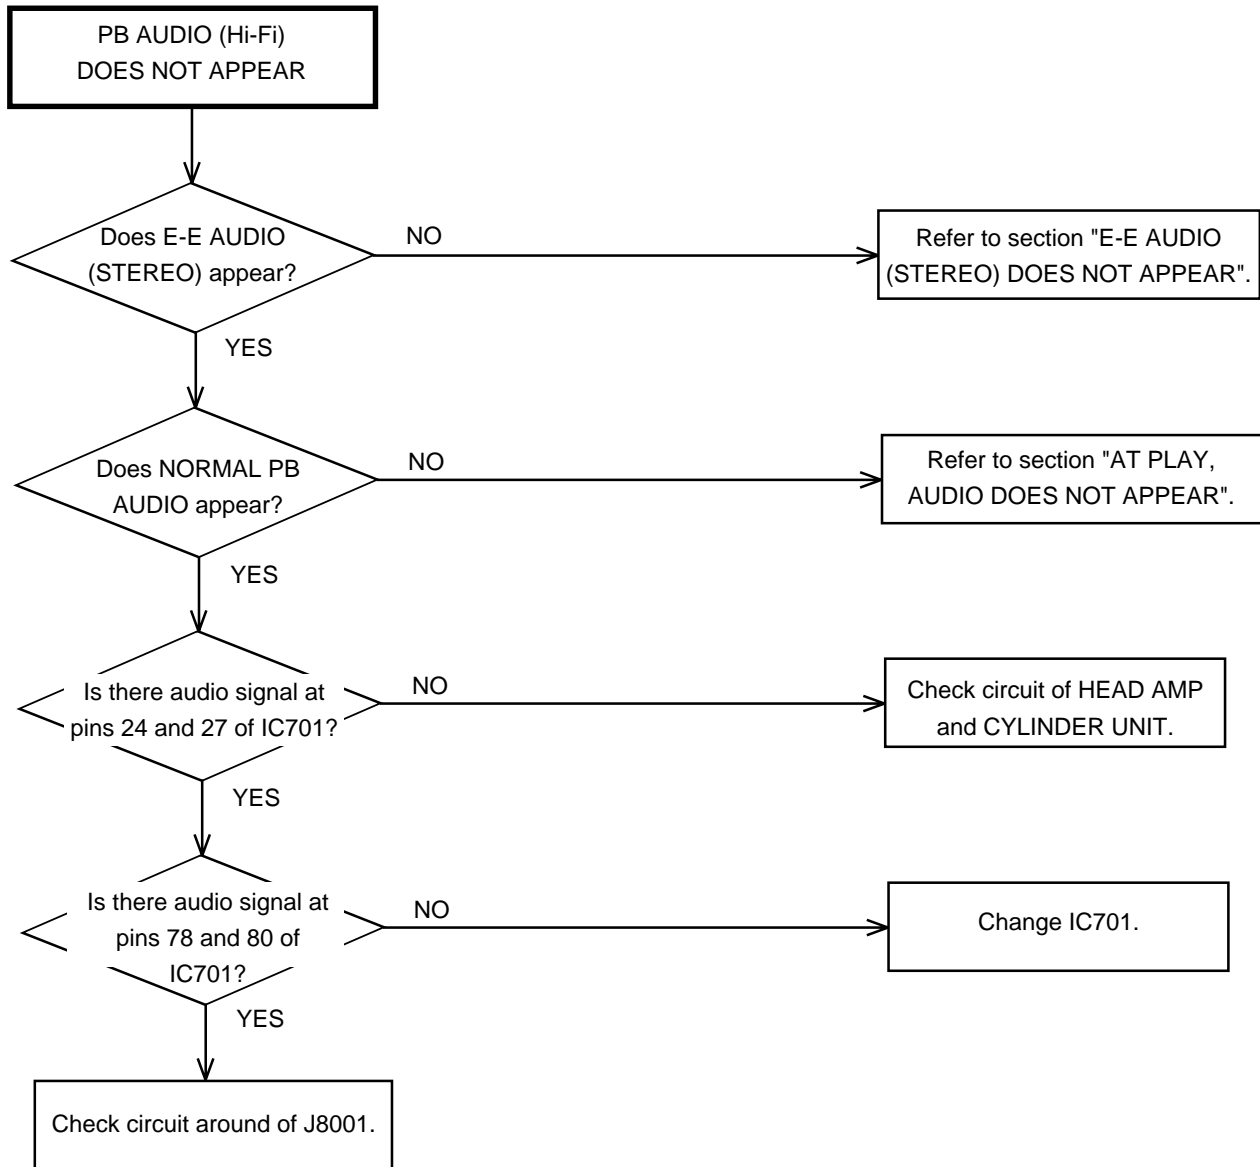 PB AUDIO (Hi-Fi)
DOES NOT APPEAR
Does E-E AUDIO
(STEREO) appear?
NO
Refer to section "E-E AUDIO
(STEREO) DOES NOT APPEAR".
YES
Does NORMAL PB
AUDIO appear?
NO
Refer to section "AT PLAY,
AUDIO DOES NOT APPEAR".
YES
Is there audio signal at
pins 24 and 27 of IC701?
NO
Check circuit of HEAD AMP
and CYLINDER UNIT.
YES
Is there audio signal at
pins 78 and 80 of
IC701?
NO
Change IC701.
YES
Check circuit around of J8001.